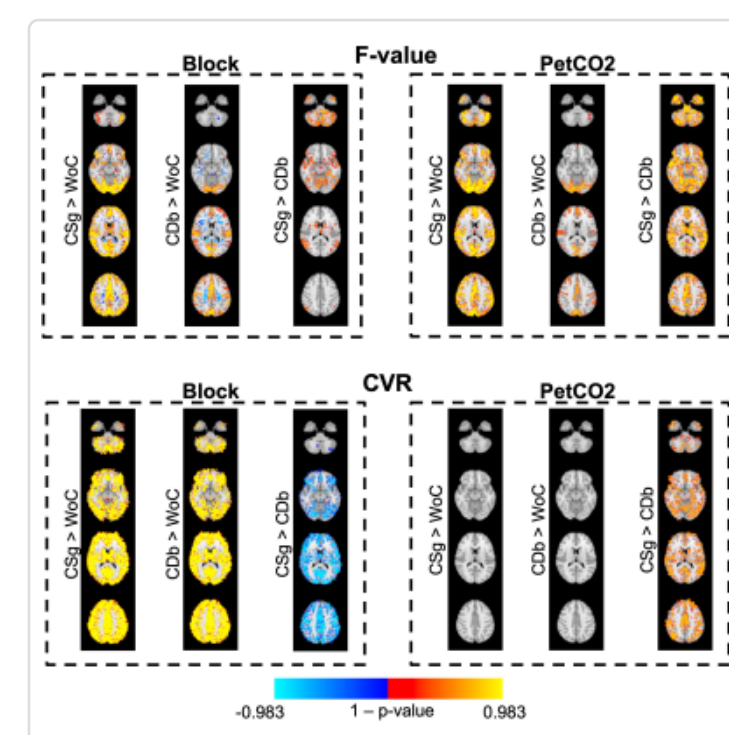 F-value
Block
PetCO2
CSg > WoC
CDb > WoC
CSg > CDb
CSg > WoC
CDb > WoC
CSg > CDb
CVR
Block
PetCO2
CSg > WoC
CDb > WoC
CSg > CDb
CSg > WoC
CDb > WoC
CSg > CDb
-0.983
1 – p-value
0.983